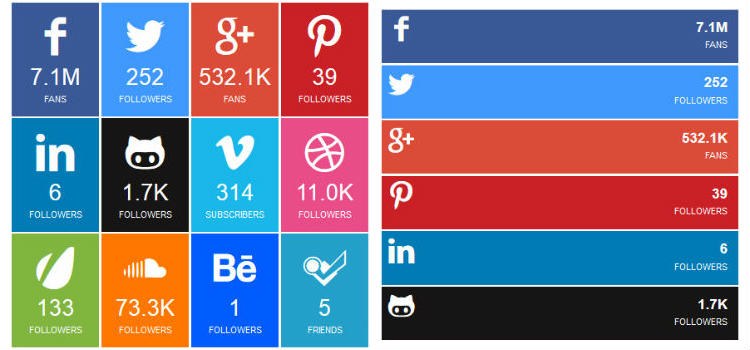 7.1M
FANS
252
FOLLOWERS
532.1K
FANS
39
FOLLOWERS
6
FOLLOWERS
1.7K
FOLLOWERS
314
SUBSCRIBERS
11.0K
FOLLOWERS
133
FOLLOWERS
73.3K
FOLLOWERS
Bē
1
FOLLOWERS
5
FRIENDS
7.1M
FANS
252
FOLLOWERS
532.1K
FANS
39
FOLLOWERS
6
FOLLOWERS
1.7K
FOLLOWERS